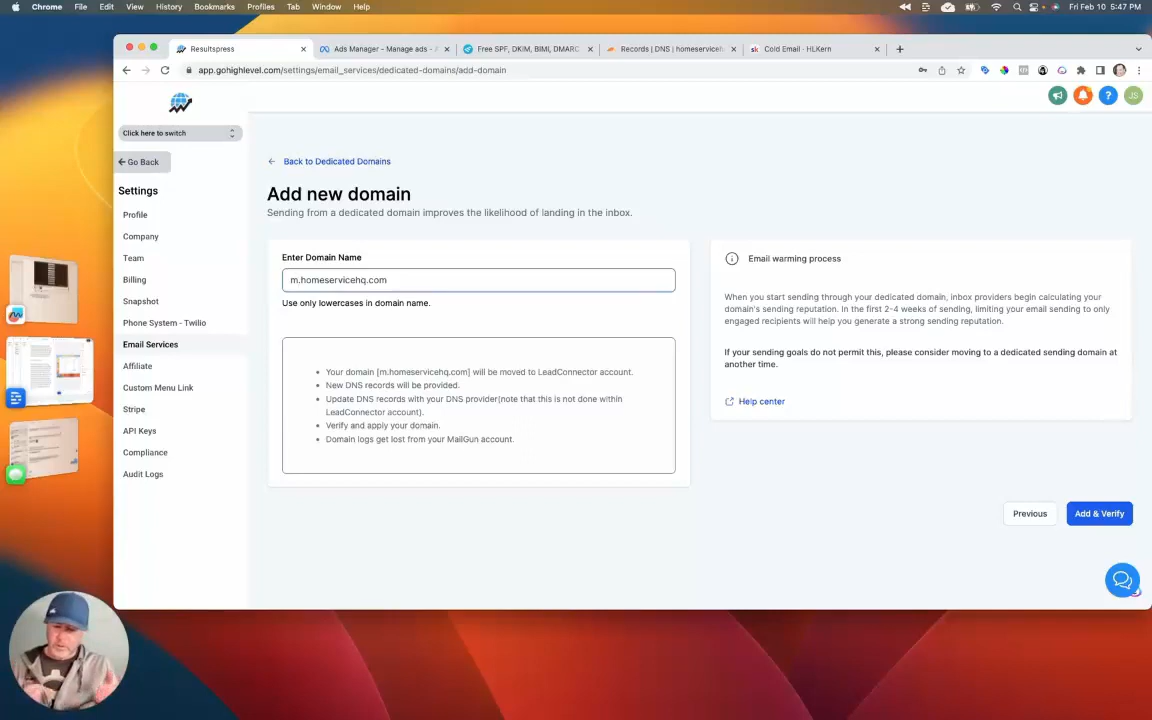 Chrome File Edit View History Bookmarks Profiles Tab Window Help
Fri Feb 10 5:47 PM
Resultspress
Ads Manager - Manage ads - A
Free SPF, DKIM, BIMI, DMARC
Records | DNS | homeserviceh
Cold Email · HLKern
app.gohighlevel.com/settings/email_services/dedicated-domains/add-domain
JS
Click here to switch
Go Back
Settings
Profile
Company
Team
Billing
Snapshot
Phone System - Twilio
Email Services
Affiliate
Custom Menu Link
Stripe
API Keys
Compliance
Audit Logs
Back to Dedicated Domains
Add new domain
Sending from a dedicated domain improves the likelihood of landing in the inbox.
Enter Domain Name
m.homeservicehq.com
Use only lowercases in domain name.
• Your domain [m.homeservicehq.com] will be moved to LeadConnector account.
• New DNS records will be provided.
• Update DNS records with your DNS provider(note that this is not done within
LeadConnector account).
• Verify and apply your domain.
• Domain logs get lost from your MailGun account.
Email warming process
When you start sending through your dedicated domain, inbox providers begin calculating your
domain's sending reputation. In the first 2-4 weeks of sending, limiting your email sending to only
engaged recipients will help you generate a strong sending reputation.
If your sending goals do not permit this, please consider moving to a dedicated sending domain at
another time.
Help center
Previous
Add & Verify